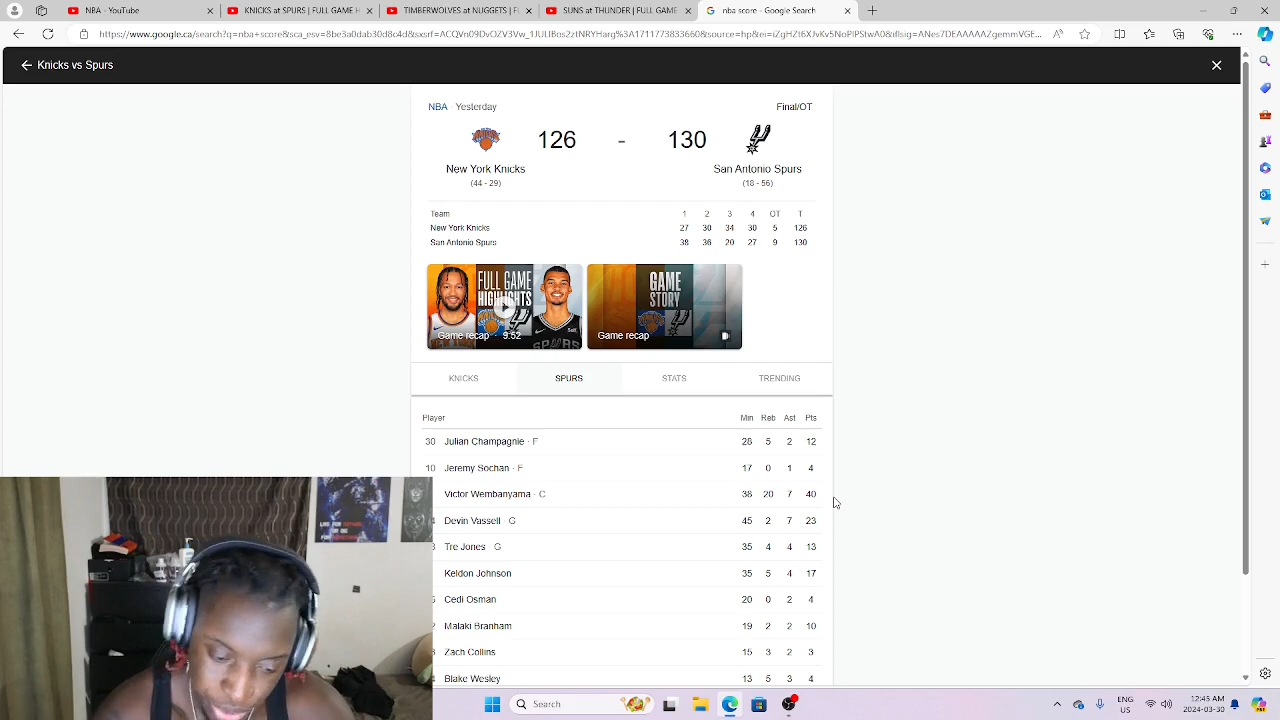 NBA - YouTube
KNICKS at SPURS | FULL GAME H
TIMBERWOLVES at NUGGETS | F
SUNS at THUNDER | FULL GAME
nba score - Google Search
Knicks vs Spurs
NBA · Yesterday
Final/OT
126 - 130
New York Knicks
San Antonio Spurs
(44 - 29)
(18 - 56)
Team 1 2 3 4 OT T
New York Knicks 27 30 34 30 5 126
San Antonio Spurs 38 36 20 27 9 130
FULL GAME
HIGHLIGHTS
Game recap 9:52
SPURS
GAME
STORY
Game recap
KNICKS SPURS STATS TRENDING
Player Min Reb Ast Pts
30 Julian Champagnie · F 28 5 2 12
10 Jeremy Sochan · F 17 0 1 4
Victor Wembanyama · C 38 20 7 40
Devin Vassell · G 45 2 7 23
Tre Jones · G 35 4 4 13
Keldon Johnson 35 5 4 17
Cedi Osman 20 0 2 4
Malaki Branham 19 2 2 10
Zach Collins 15 3 2 3
Blake Wesley 13 5 3 4
Search
ENG
US
12:45 AM
2024-03-30